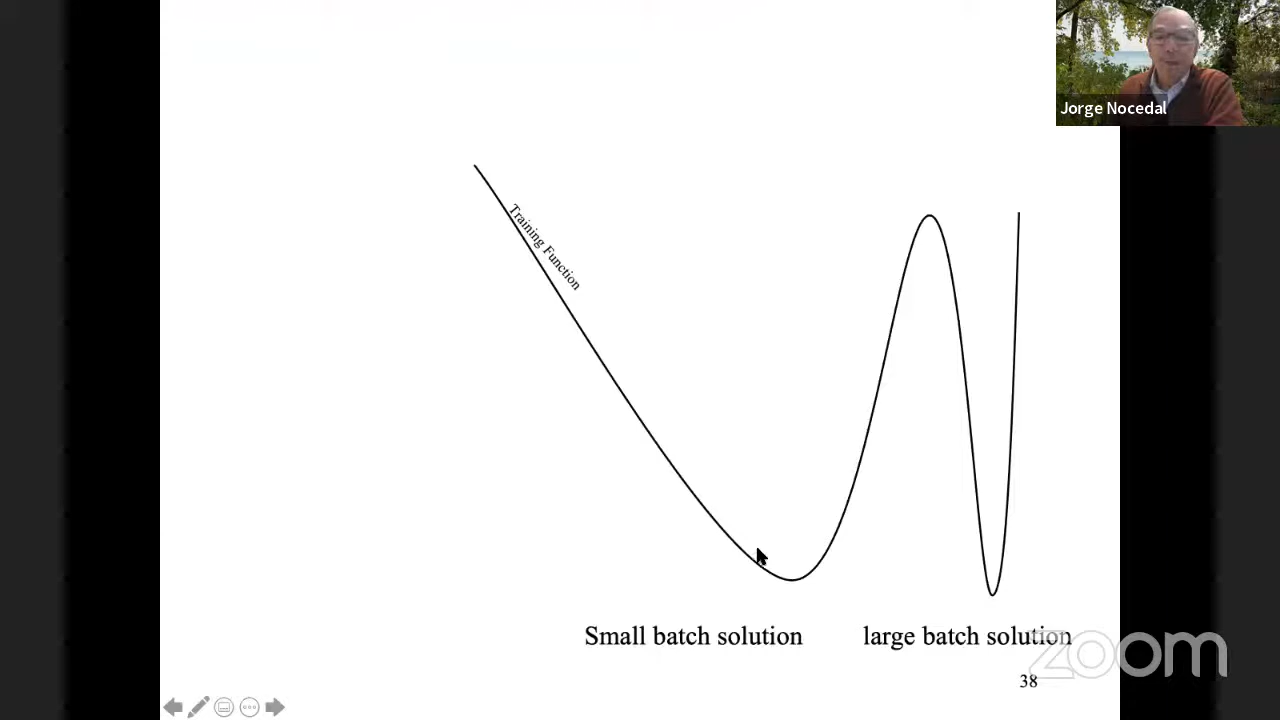 Jorge Nocedal
Training Function
Small batch solution
large batch solution
zoom
38